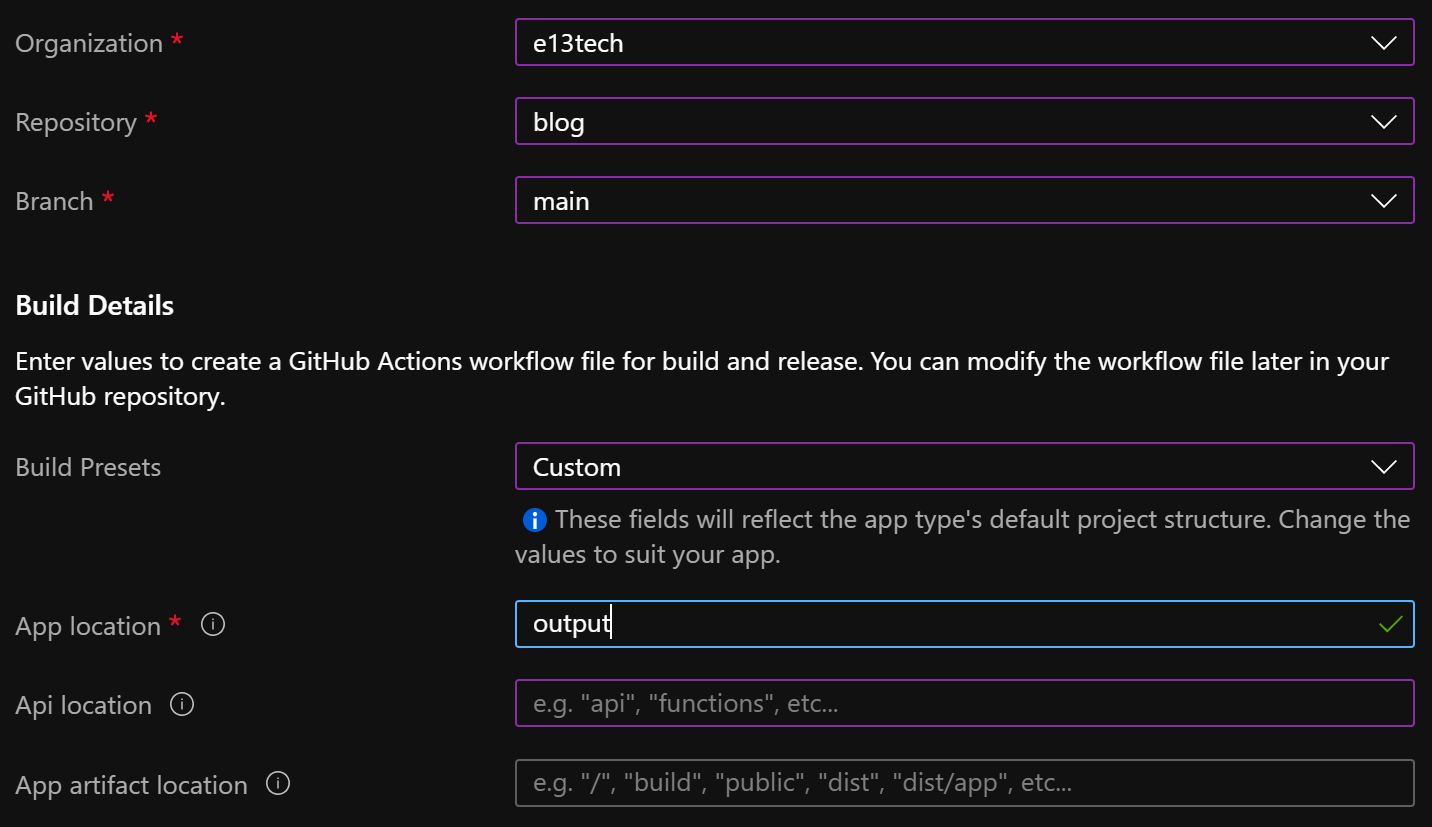 Organization *
e13tech
Repository *
blog
Branch *
main
Build Details
Enter values to create a GitHub Actions workflow file for build and release. You can modify the workflow file later in your
GitHub repository.
Build Presets
Custom
These fields will reflect the app type's default project structure. Change the
values to suit your app.
App location *
output
Api location
e.g. "api", "functions", etc...
App artifact location
e.g. "/", "build", "public", "dist", "dist/app", etc...